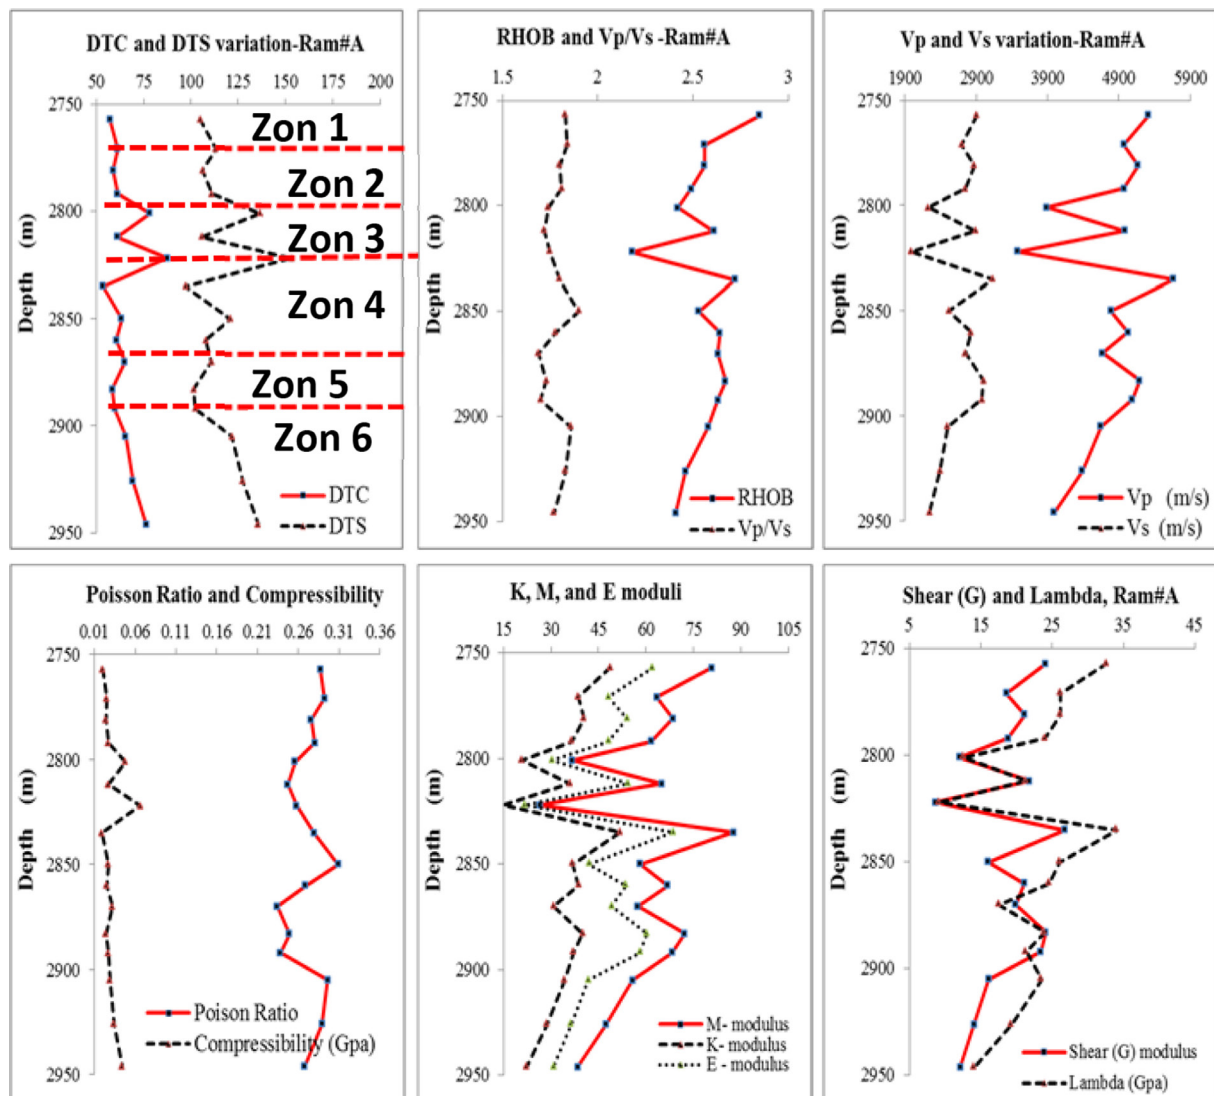 DTC and DTS variation-Ram#A
50 75 100 125 150 175 200
2750
2800
2850
2900
2950
Depth (m)
Zon 1
Zon 2
Zon 3
Zon 4
Zon 5
Zon 6
DTC
DTS
RHOB and Vp/Vs -Ram#A
1.5 2 2.5 3
2750
2800
2850
2900
2950
Depth (m)
RHOB
Vp/Vs
Vp and Vs variation-Ram#A
1900 2900 3900 4900 5900
2750
2800
2850
2900
2950
Depth (m)
Vp (m/s)
Vs (m/s)
Poisson Ratio and Compressibility
0.01 0.06 0.11 0.16 0.21 0.26 0.31 0.36
2750
2800
2850
2900
2950
Depth (m)
Poison Ratio
Compressibility (Gpa)
K, M, and E moduli
15 30 45 60 75 90 105
2750
2800
2850
2900
2950
Depth (m)
M- modulus
K- modulus
E - modulus
Shear (G) and Lambda, Ram#A
5 15 25 35 45
2750
2800
2850
2900
2950
Depth (m)
Shear (G) modulus
Lambda (Gpa)